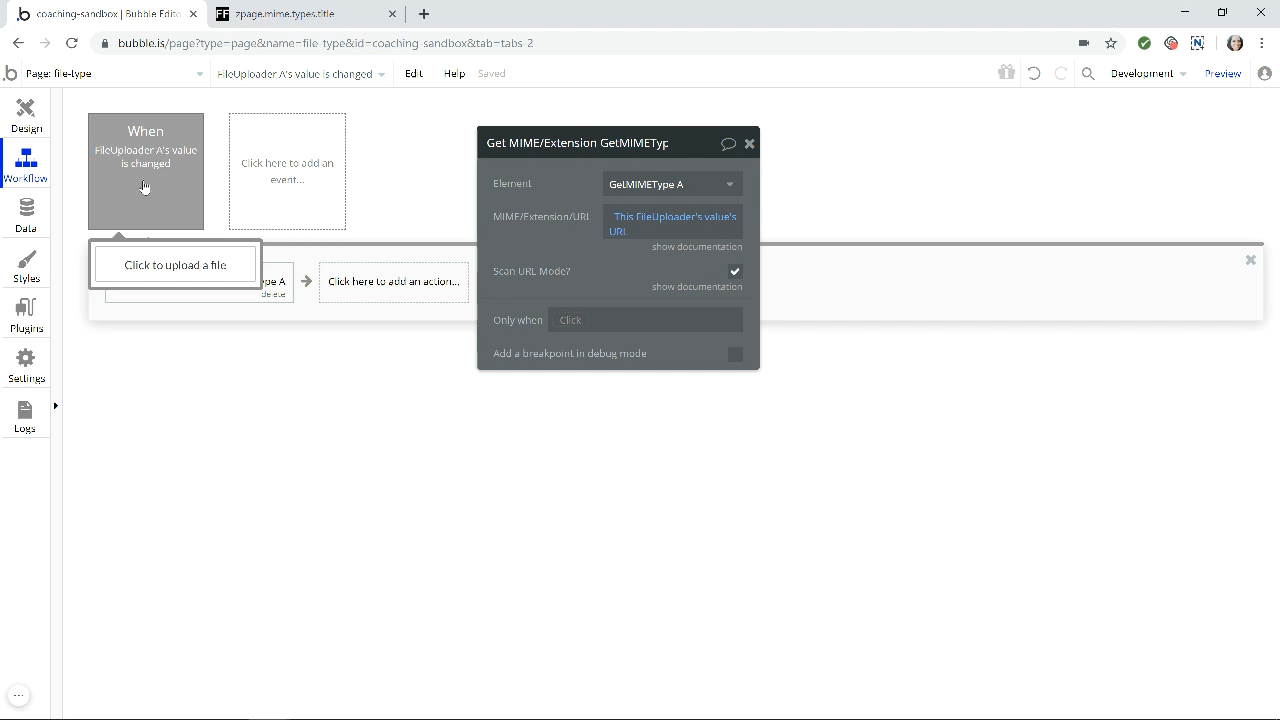 coaching-sandbox | Bubble Edito
zpage.mime.types.title
bubble.is/page?type=page&name=file type&id=coaching sandbox&tab=tabs 2
Page: file-type
FileUploader A's value is changed
Edit
Help
Saved
Development
Preview
Design
Workflow
Data
Styles
Plugins
Settings
Logs
When
FileUploader A's value
is changed
Click here to add an
event...
Click to upload a file
ype A
delete
Click here to add an action...
Get MIME/Extension GetMIMETyp
Element
GetMIMEType A
MIME/Extension/URL
This FileUploader's value's
URL
show documentation
Scan URL Mode?
show documentation
Only when
Click
Add a breakpoint in debug mode